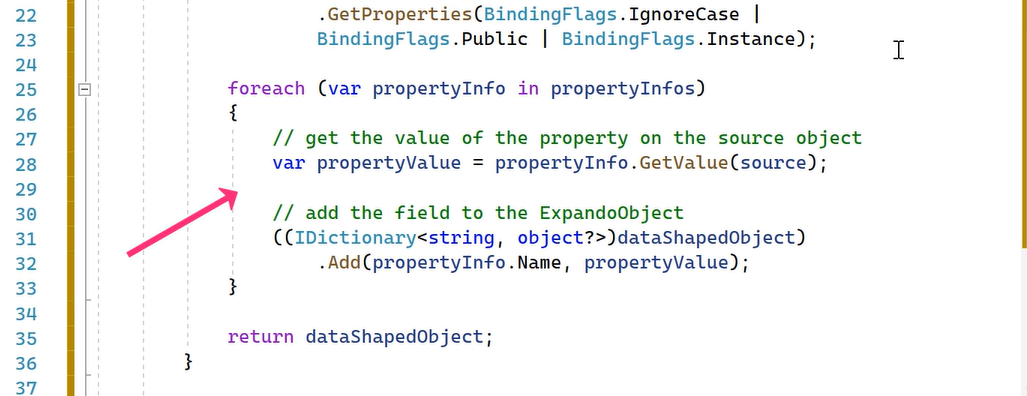 22 .GetProperties(BindingFlags.IgnoreCase |
23 BindingFlags.Public | BindingFlags.Instance);
24
25 foreach (var propertyInfo in propertyInfos)
26 {
27 // get the value of the property on the source object
28 var propertyValue = propertyInfo.GetValue(source);
29
30 // add the field to the ExpandoObject
31 ((IDictionary<string, object?>)dataShapedObject)
32 .Add(propertyInfo.Name, propertyValue);
33 }
34
35 return dataShapedObject;
36 }
37